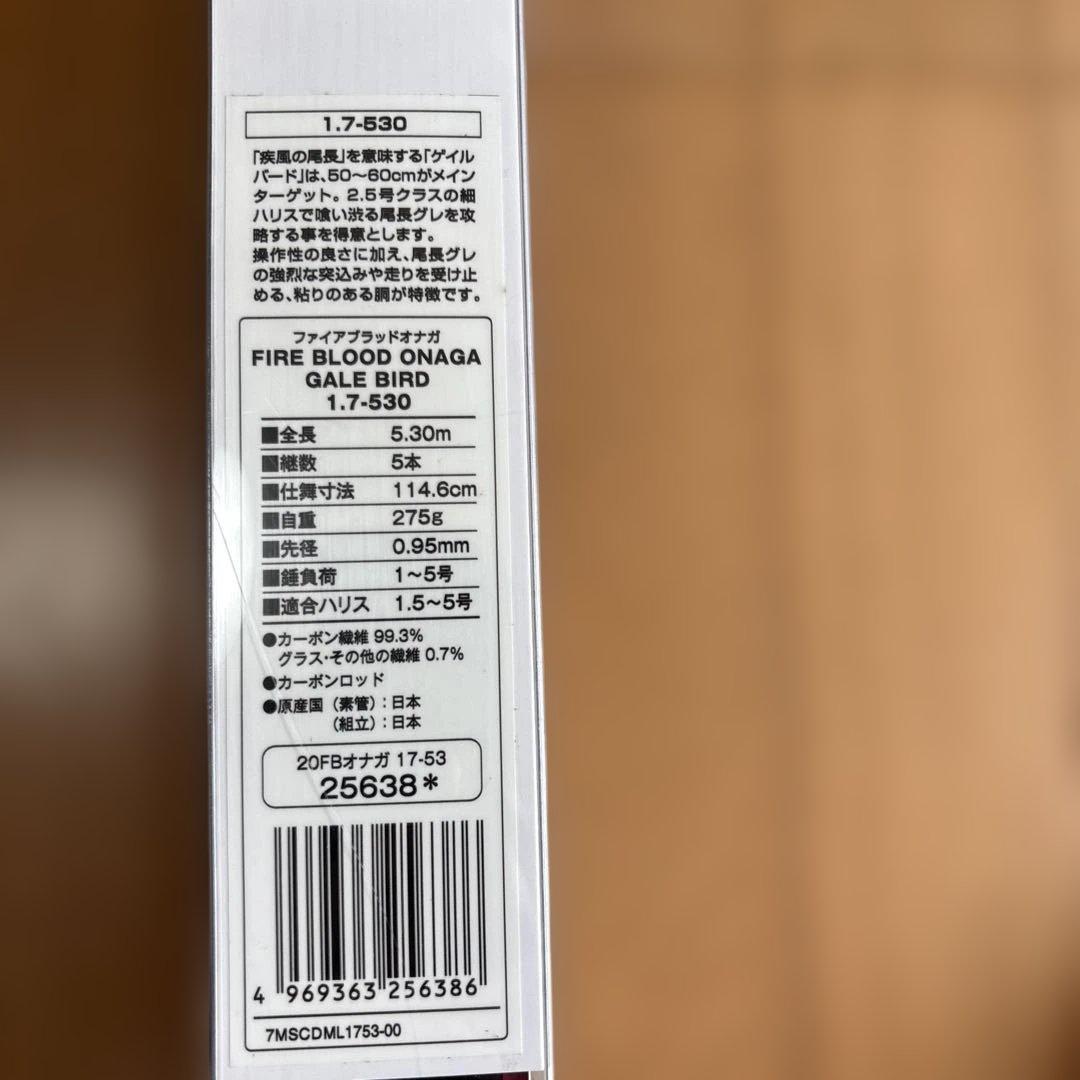 1.7-530
「疾風の尾長」を意味する「ゲイル
バード」は、50〜60cmがメイン
ターゲット。2.5号クラスの細
ハリスで喰い渋る尾長グレを攻
略する事を得意とします。
操作性の良さに加え、尾長グレ
の強烈な突込みや走りを受け止
める、粘りのある胴が特徴です。
ファイアブラッドオナガ
FIRE BLOOD ONAGA
GALE BIRD
1.7-530
■全長 5.30m
■継数 5本
■仕舞寸法 114.6cm
■自重 275g
■先径 0.95mm
■錘負荷 1〜5号
■適合ハリス 1.5〜5号
●カーボン繊維 99.3%
グラス・その他の繊維 0.7%
●カーボンロッド
●原産国（素管）：日本
（組立）：日本
20FBオナガ 17-53
25638*
4 969363 256386
7MSCDML1753-00